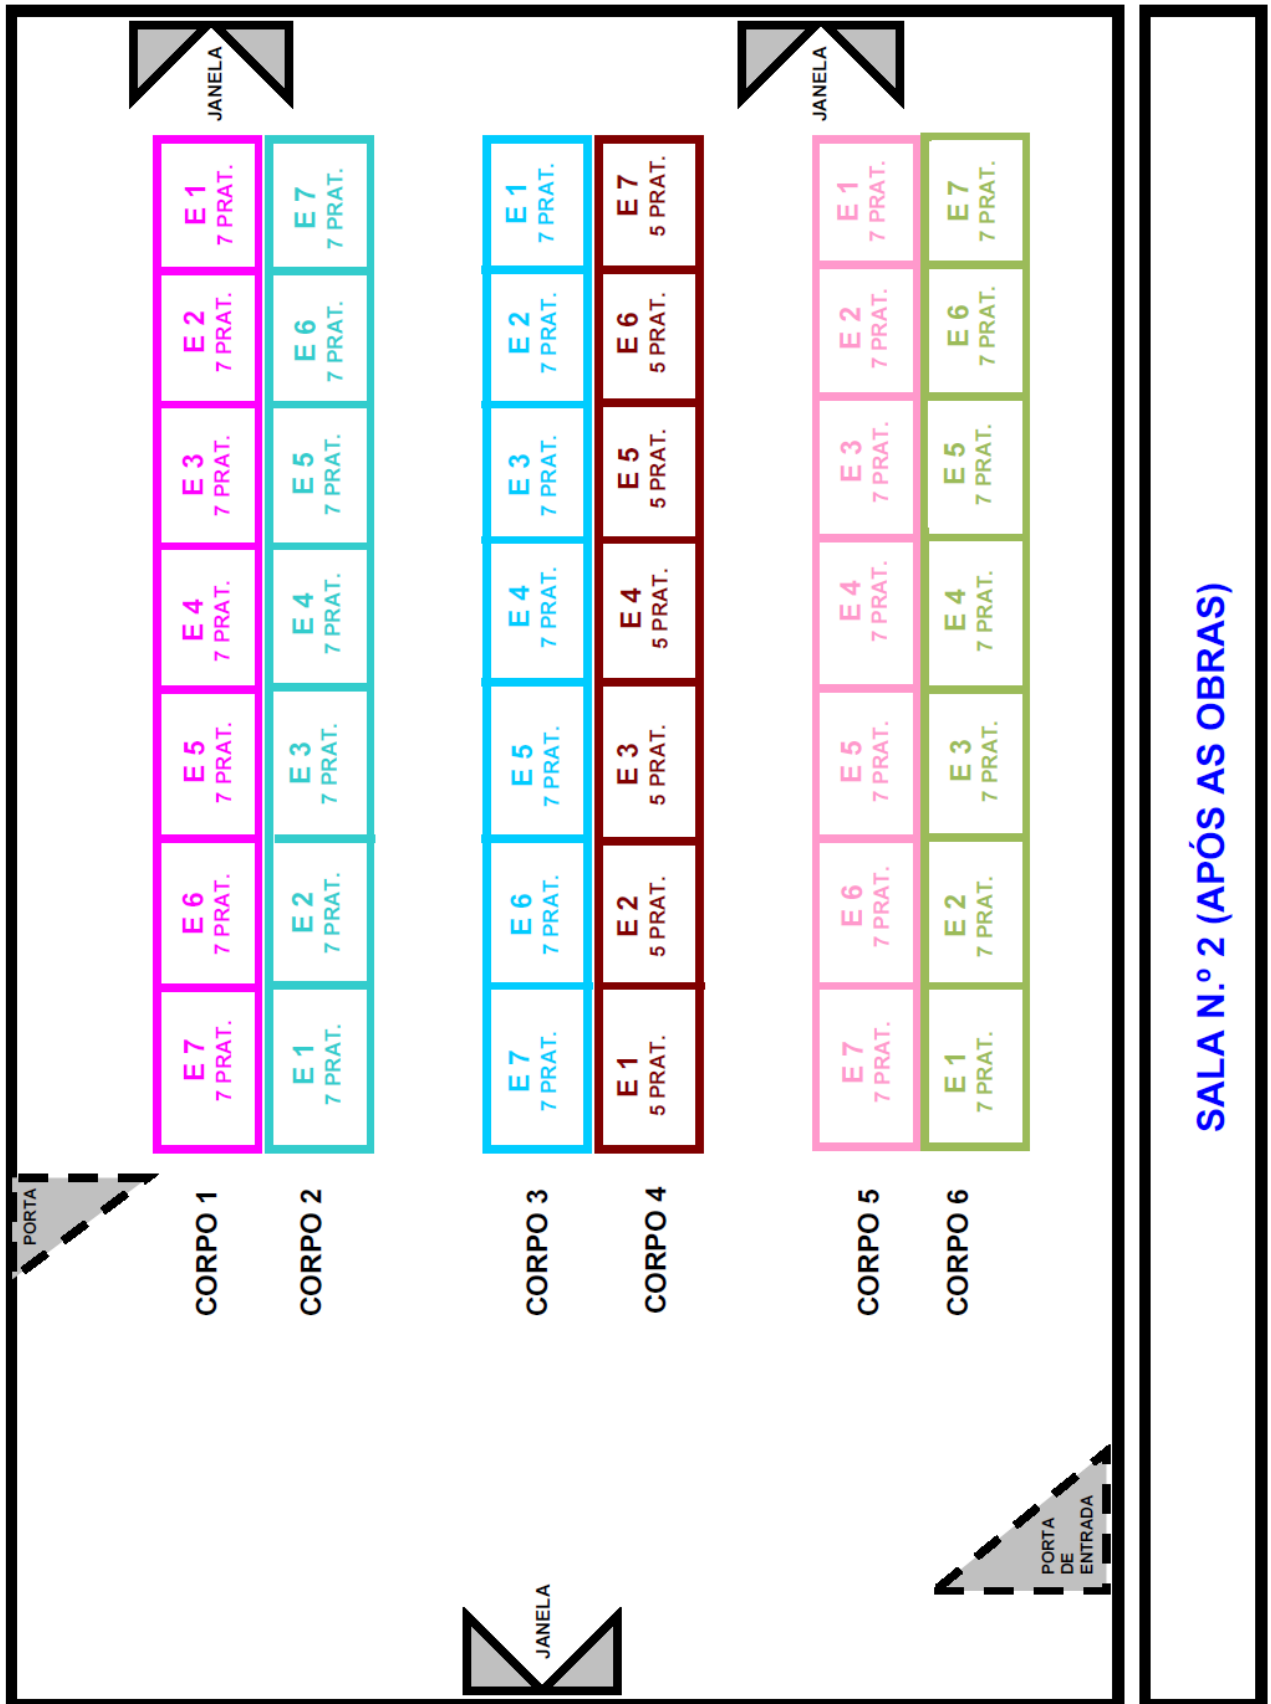 PORTA
CORPO 1
E 7
7 PRAT.
E 6
7 PRAT.
E 5
7 PRAT.
E 4
7 PRAT.
E 3
7 PRAT.
E 2
7 PRAT.
E 1
7 PRAT.
JANELA
CORPO 2
E 1
7 PRAT.
E 2
7 PRAT.
E 3
7 PRAT.
E 4
7 PRAT.
E 5
7 PRAT.
E 6
7 PRAT.
E 7
7 PRAT.
JANELA
CORPO 3
E 7
7 PRAT.
E 6
7 PRAT.
E 5
7 PRAT.
E 4
7 PRAT.
E 3
7 PRAT.
E 2
7 PRAT.
E 1
7 PRAT.
CORPO 4
E 1
5 PRAT.
E 2
5 PRAT.
E 3
5 PRAT.
E 4
5 PRAT.
E 5
5 PRAT.
E 6
5 PRAT.
E 7
5 PRAT.
JANELA
CORPO 5
E 7
7 PRAT.
E 6
7 PRAT.
E 5
7 PRAT.
E 4
7 PRAT.
E 3
7 PRAT.
E 2
7 PRAT.
E 1
7 PRAT.
CORPO 6
E 1
7 PRAT.
E 2
7 PRAT.
E 3
7 PRAT.
E 4
7 PRAT.
E 5
7 PRAT.
E 6
7 PRAT.
E 7
7 PRAT.
PORTA
DE
ENTRADA
SALA N.º 2 (APÓS AS OBRAS)